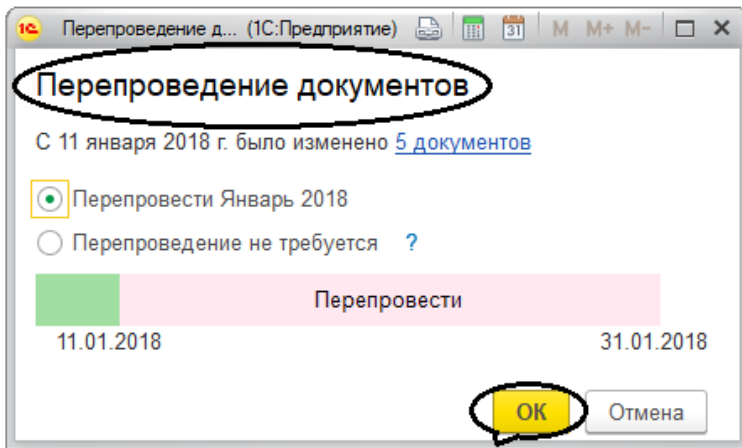 1С Перепроведение д... (1С:Предприятие) 31 M M+ M-
Перепроведение документов
С 11 января 2018 г. было изменено 5 документов
Перепровести Январь 2018
Перепроведение не требуется ?
Перепровести
11.01.2018 31.01.2018
ОК Отмена